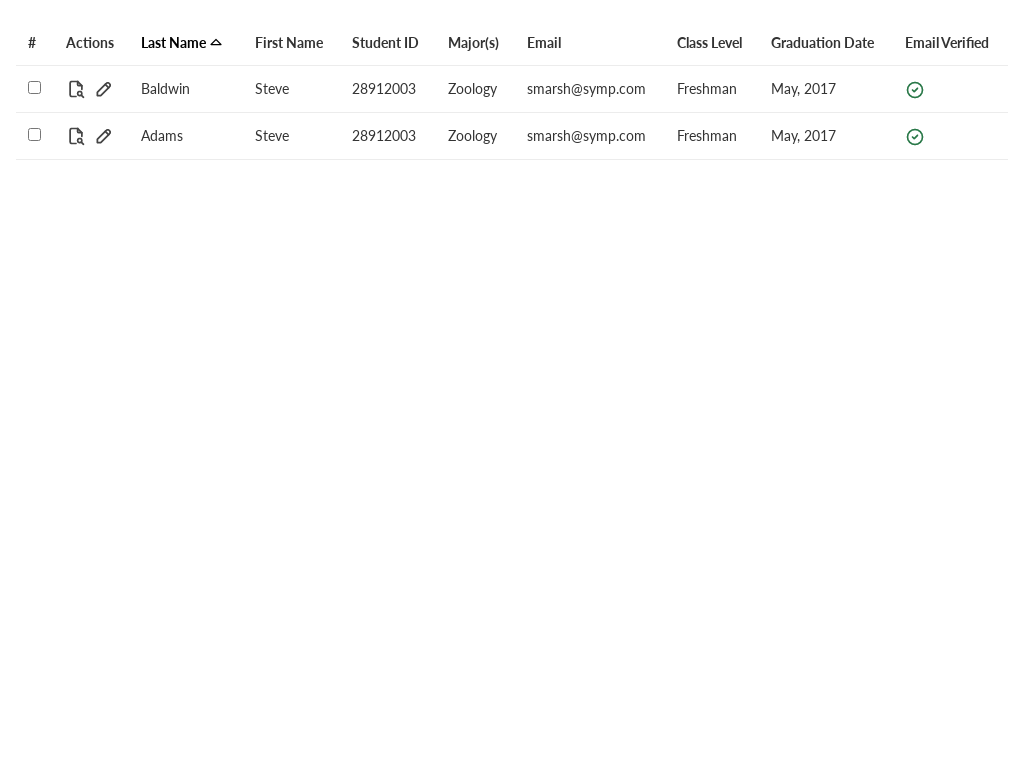 # Actions Last Name First Name Student ID Major(s) Email Class Level Graduation Date Email Verified
Baldwin Steve 28912003 Zoology smarsh@symp.com Freshman May, 2017
Adams Steve 28912003 Zoology smarsh@symp.com Freshman May, 2017